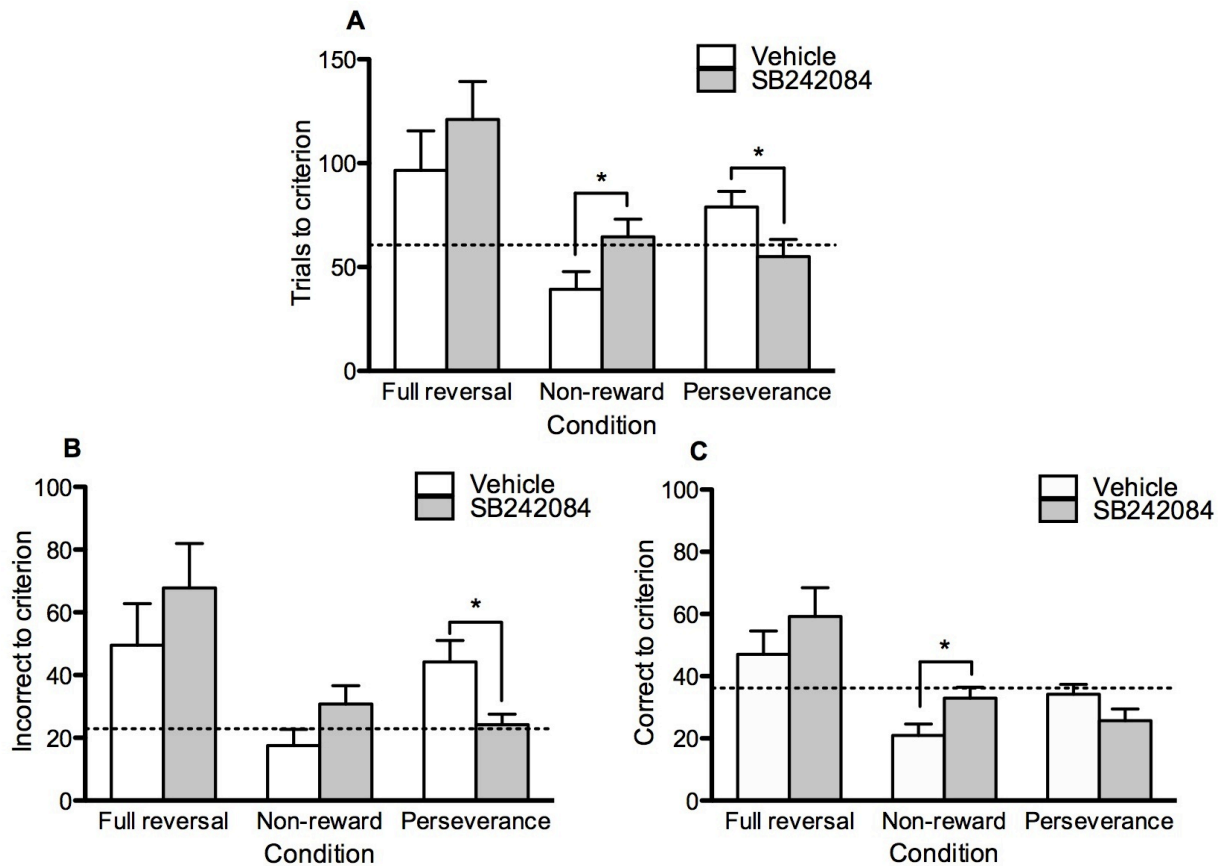 A
Vehicle
SB242084
Trials to criterion
150
100
50
0
*
*
Full reversal Non-reward Perseverance
Condition
B
Vehicle
SB242084
Incorrect to criterion
100
80
60
40
20
0
*
Full reversal Non-reward Perseverance
Condition
C
Vehicle
SB242084
Correct to criterion
100
80
60
40
20
0
*
Full reversal Non-reward Perseverance
Condition